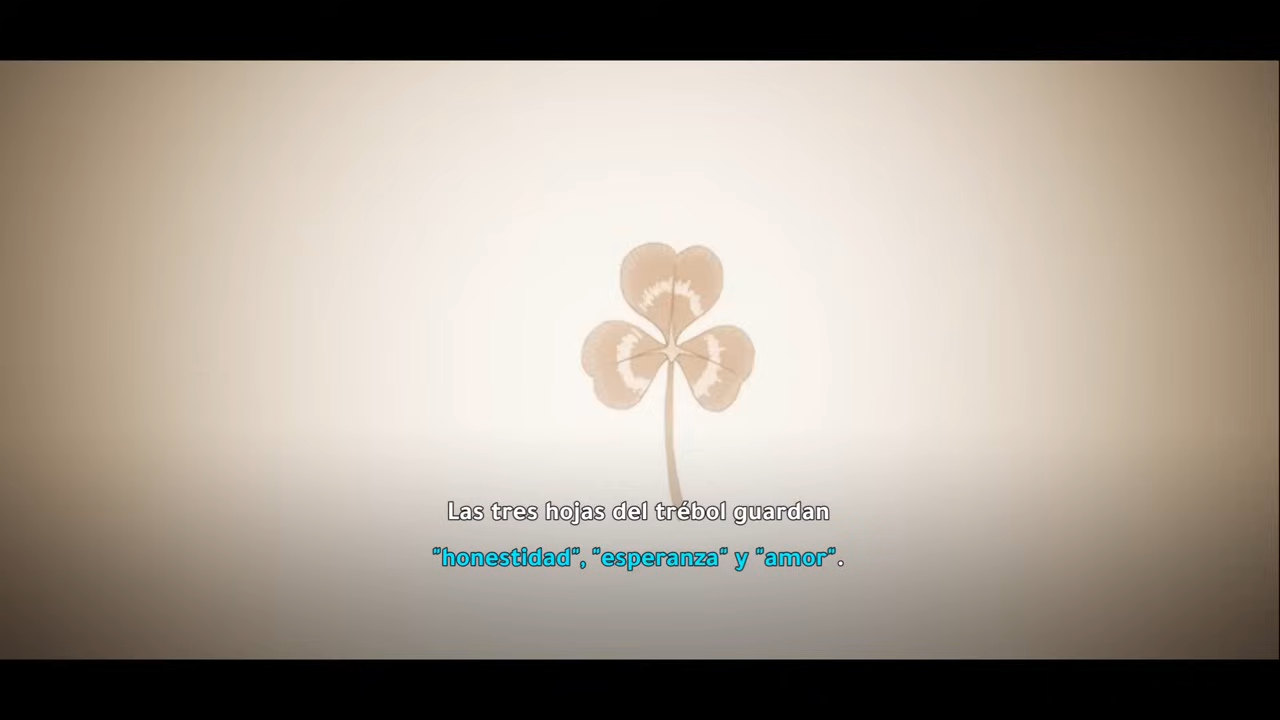 Las tres hojas del trébol guardan
“honestidad“, “esperanza“ y “amor“.